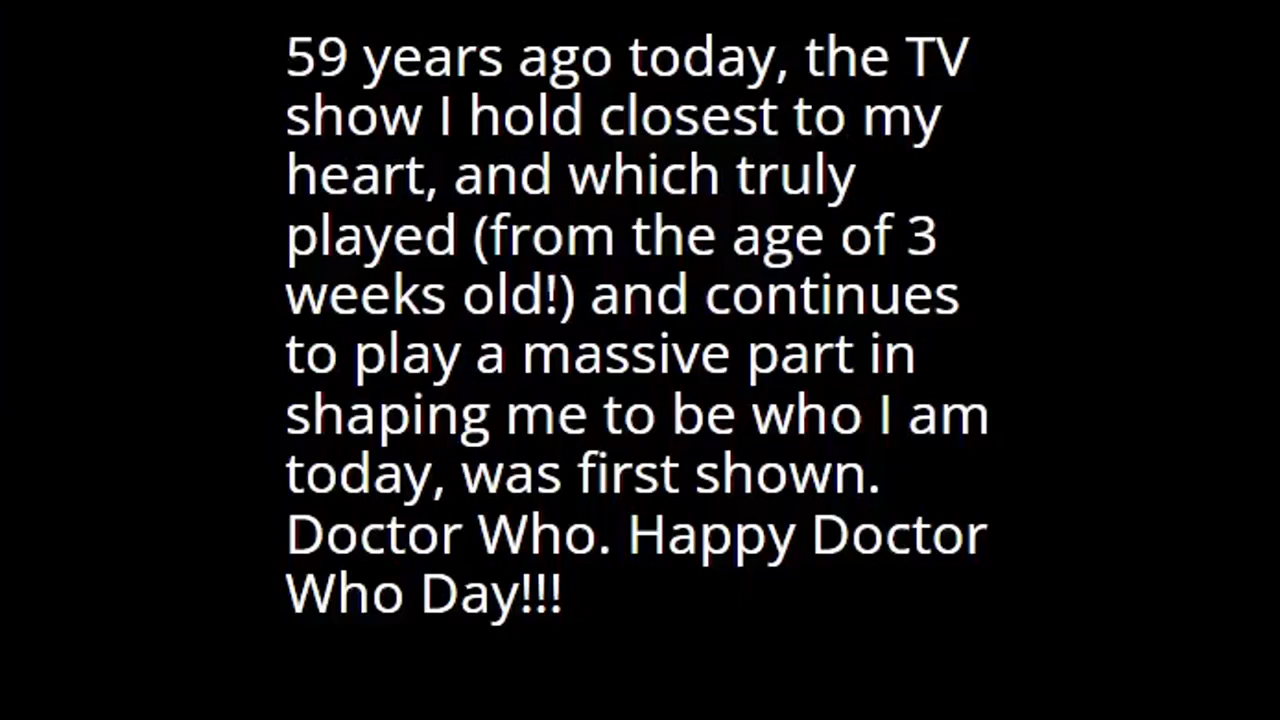 59 years ago today, the TV
show I hold closest to my
heart, and which truly
played (from the age of 3
weeks old!) and continues
to play a massive part in
shaping me to be who I am
today, was first shown.
Doctor Who. Happy Doctor
Who Day!!!